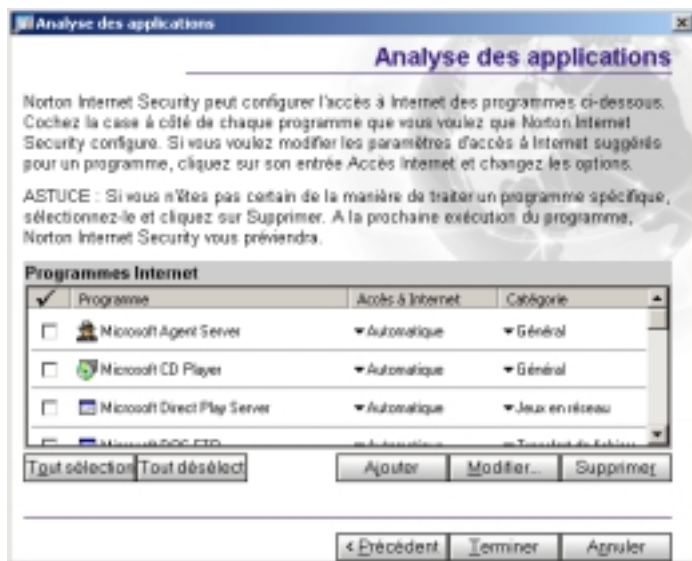 Analyse des applications
Analyse des applications
Norton Internet Security peut configurer l'accès à Internet des programmes ci-dessous.
Cochez la case à côté de chaque programme que vous voulez que Norton Internet
Security configure. Si vous voulez modifier les paramètres d'accès à Internet suggérés
pour un programme, cliquez sur son entrée Accès Internet et changez les options.
ASTUCE : Si vous n'êtes pas certain de la manière de traiter un programme spécifique,
sélectionnez-le et cliquez sur Supprimer. A la prochaine exécution du programme,
Norton Internet Security vous préviendra.
Programmes Internet
Programme Accès à Internet Catégorie
Microsoft Agent Server Automatique Général
Microsoft CD Player Automatique Général
Microsoft Direct Play Server Automatique Jeux en réseau
Tout sélection Tout désélect Ajouter Modifier... Supprimer
< Précédent Terminer Annuler